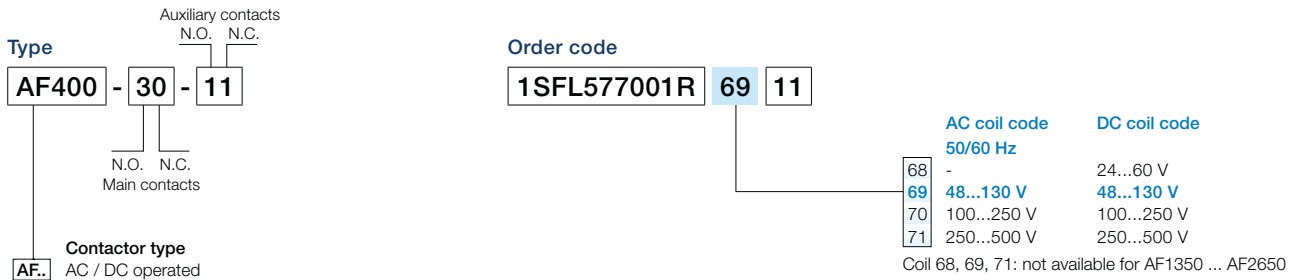 Auxiliary contacts
N.O. N.C.
Type
AF400 - 30 - 11
N.O. N.C.
Main contacts
Contactor type
AF.. AC / DC operated
Order code
1SFL577001R 69 11
AC coil code DC coil code
50/60 Hz
68 - 24...60 V
69 48...130 V 48...130 V
70 100...250 V 100...250 V
71 250...500 V 250...500 V
Coil 68, 69, 71: not available for AF1350 ... AF2650